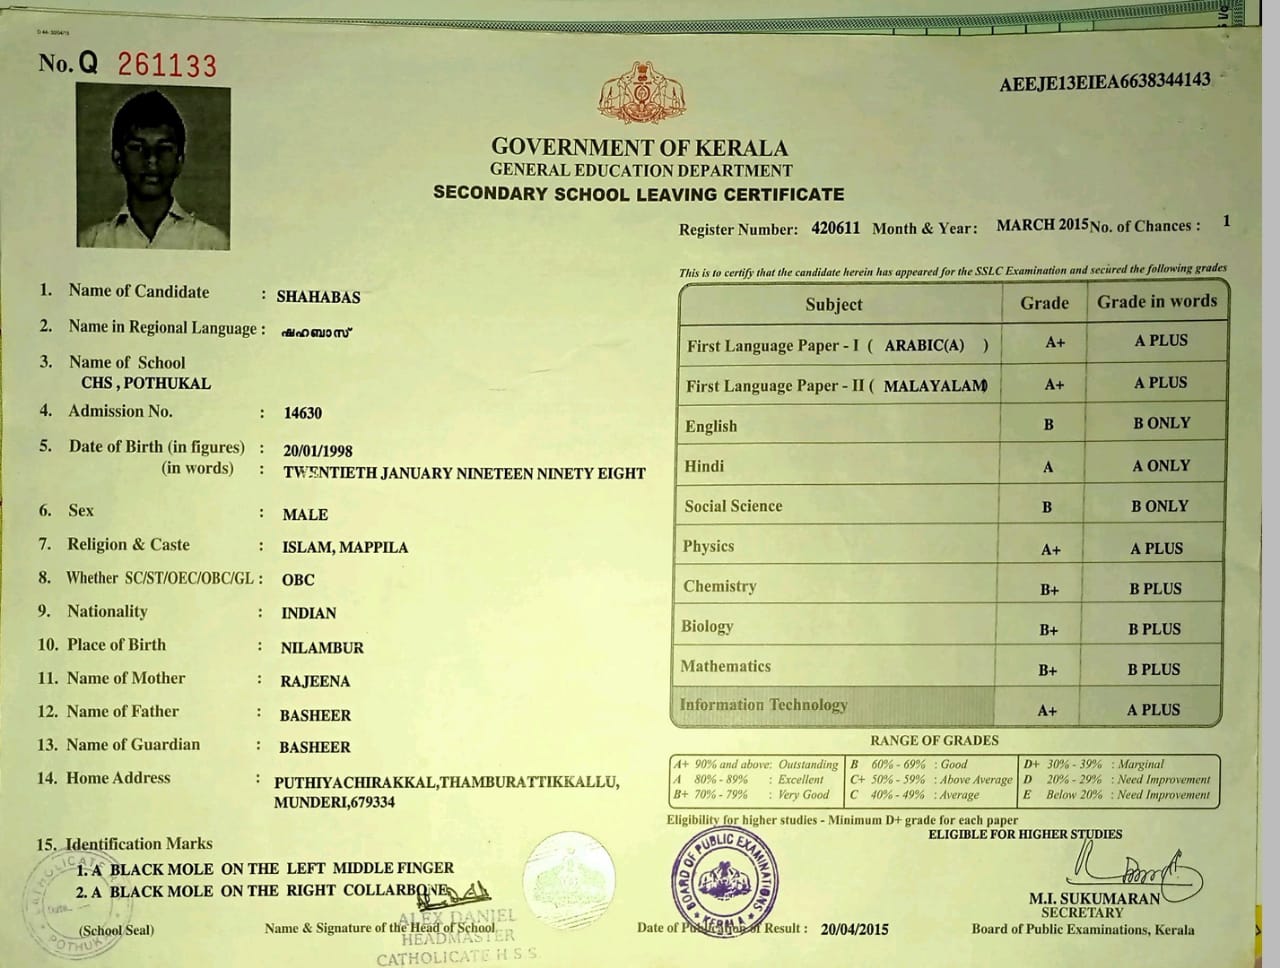 No. Q 261133
AEEJE13EIEA6638344143
GOVERNMENT OF KERALA
GENERAL EDUCATION DEPARTMENT
SECONDARY SCHOOL LEAVING CERTIFICATE
Register Number: 420611 Month & Year: MARCH 2015 No. of Chances : 1
1. Name of Candidate : SHAHABAS
2. Name in Regional Language : ഷഹബാസ്
3. Name of School
CHS , POTHUKAL
4. Admission No. : 14630
5. Date of Birth (in figures) : 20/01/1998
(in words) : TWENTIETH JANUARY NINETEEN NINETY EIGHT
6. Sex : MALE
7. Religion & Caste : ISLAM, MAPPILA
8. Whether SC/ST/OEC/OBC/GL : OBC
9. Nationality : INDIAN
10. Place of Birth : NILAMBUR
11. Name of Mother : RAJEENA
12. Name of Father : BASHEER
13. Name of Guardian : BASHEER
14. Home Address : PUTHIYACHIRAKKAL,THAMBURATTIKKALLU,
MUNDERI,679334
15. Identification Marks
1. A BLACK MOLE ON THE LEFT MIDDLE FINGER
2. A BLACK MOLE ON THE RIGHT COLLARBONE
(School Seal)
Name & Signature of the Head of School
ALEX DANIEL
HEADMASTER
CATHOLICATE H S S.
This is to certify that the candidate herein has appeared for the SSLC Examination and secured the following grades
Subject Grade Grade in words
First Language Paper - I ( ARABIC(A) ) A+ A PLUS
First Language Paper - II ( MALAYALAM) A+ A PLUS
English B B ONLY
Hindi A A ONLY
Social Science B B ONLY
Physics A+ A PLUS
Chemistry B+ B PLUS
Biology B+ B PLUS
Mathematics B+ B PLUS
Information Technology A+ A PLUS
RANGE OF GRADES
A+ 90% and above: Outstanding B 60% - 69% : Good D+ 30% - 39% : Marginal
A 80% - 89% : Excellent C+ 50% - 59% : Above Average D 20% - 29% : Need Improvement
B+ 70% - 79% : Very Good C 40% - 49% : Average E Below 20% : Need Improvement
Eligibility for higher studies - Minimum D+ grade for each paper
ELIGIBLE FOR HIGHER STUDIES
BOARD OF PUBLIC EXAMINATIONS
KERALA
M.I. SUKUMARAN
SECRETARY
Date of Publication of Result : 20/04/2015
Board of Public Examinations, Kerala